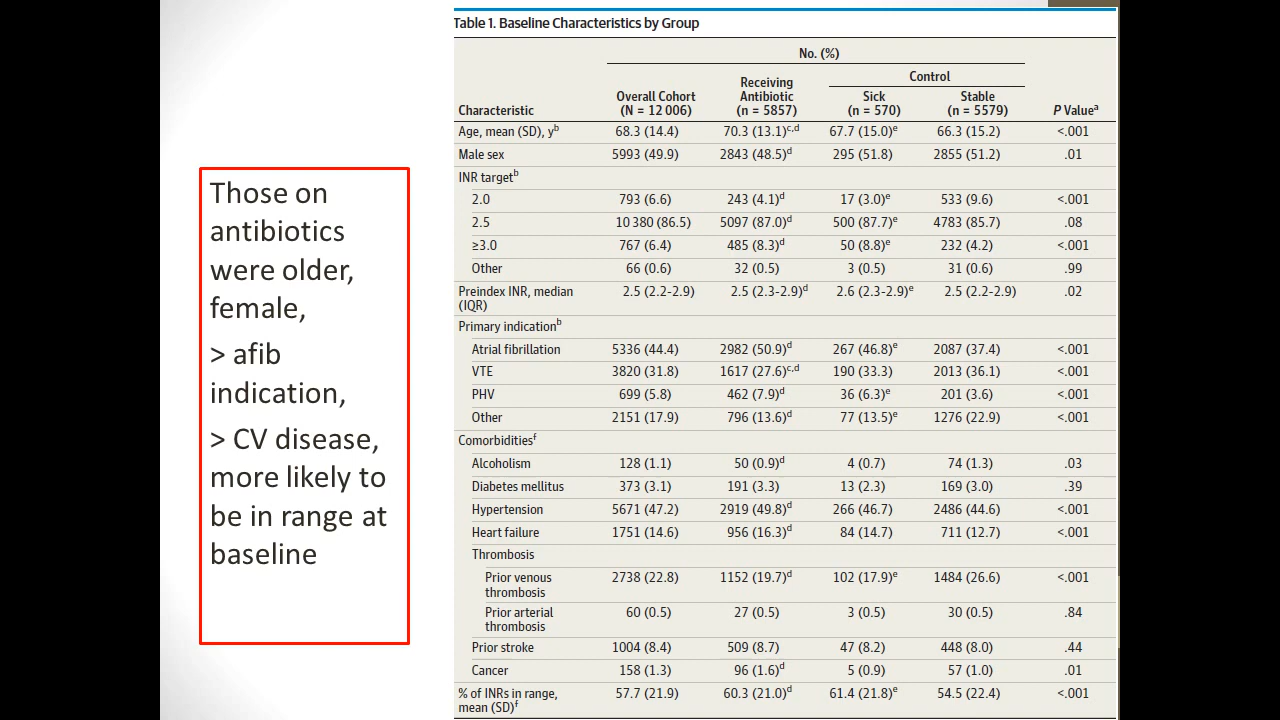 Those on
antibiotics
were older,
female,
> afib
indication,
> CV disease,
more likely to
be in range at
baseline
Table 1. Baseline Characteristics by Group
No. (%)
Characteristic Overall Cohort (N = 12 006) Receiving Antibiotic (n = 5857) Control Sick (n = 570) Stable (n = 5579) P Valueᵃ
Age, mean (SD), yᵇ 68.3 (14.4) 70.3 (13.1)ᶜ,ᵈ 67.7 (15.0)ᵉ 66.3 (15.2) <.001
Male sex 5993 (49.9) 2843 (48.5)ᵈ 295 (51.8) 2855 (51.2) .01
INR targetᵇ
2.0 793 (6.6) 243 (4.1)ᵈ 17 (3.0)ᵉ 533 (9.6) <.001
2.5 10 380 (86.5) 5097 (87.0)ᵈ 500 (87.7)ᵉ 4783 (85.7) .08
≥3.0 767 (6.4) 485 (8.3)ᵈ 50 (8.8)ᵉ 232 (4.2) <.001
Other 66 (0.6) 32 (0.5) 3 (0.5) 31 (0.6) .99
Preindex INR, median 2.5 (2.2-2.9) 2.5 (2.3-2.9)ᵈ 2.6 (2.3-2.9)ᵉ 2.5 (2.2-2.9) .02
(IQR)
Primary indicationᵇ
Atrial fibrillation 5336 (44.4) 2982 (50.9)ᵈ 267 (46.8)ᵉ 2087 (37.4) <.001
VTE 3820 (31.8) 1617 (27.6)ᶜ,ᵈ 190 (33.3) 2013 (36.1) <.001
PHV 699 (5.8) 462 (7.9)ᵈ 36 (6.3)ᵉ 201 (3.6) <.001
Other 2151 (17.9) 796 (13.6)ᵈ 77 (13.5)ᵉ 1276 (22.9) <.001
Comorbiditiesᶠ
Alcoholism 128 (1.1) 50 (0.9)ᵈ 4 (0.7) 74 (1.3) .03
Diabetes mellitus 373 (3.1) 191 (3.3) 13 (2.3) 169 (3.0) .39
Hypertension 5671 (47.2) 2919 (49.8)ᵈ 266 (46.7) 2486 (44.6) <.001
Heart failure 1751 (14.6) 956 (16.3)ᵈ 84 (14.7) 711 (12.7) <.001
Thrombosis
Prior venous 2738 (22.8) 1152 (19.7)ᵈ 102 (17.9)ᵉ 1484 (26.6) <.001
thrombosis
Prior arterial 60 (0.5) 27 (0.5) 3 (0.5) 30 (0.5) .84
thrombosis
Prior stroke 1004 (8.4) 509 (8.7) 47 (8.2) 448 (8.0) .44
Cancer 158 (1.3) 96 (1.6)ᵈ 5 (0.9) 57 (1.0) .01
% of INRs in range, 57.7 (21.9) 60.3 (21.0)ᵈ 61.4 (21.8)ᵉ 54.5 (22.4) <.001
mean (SD)ᶠ